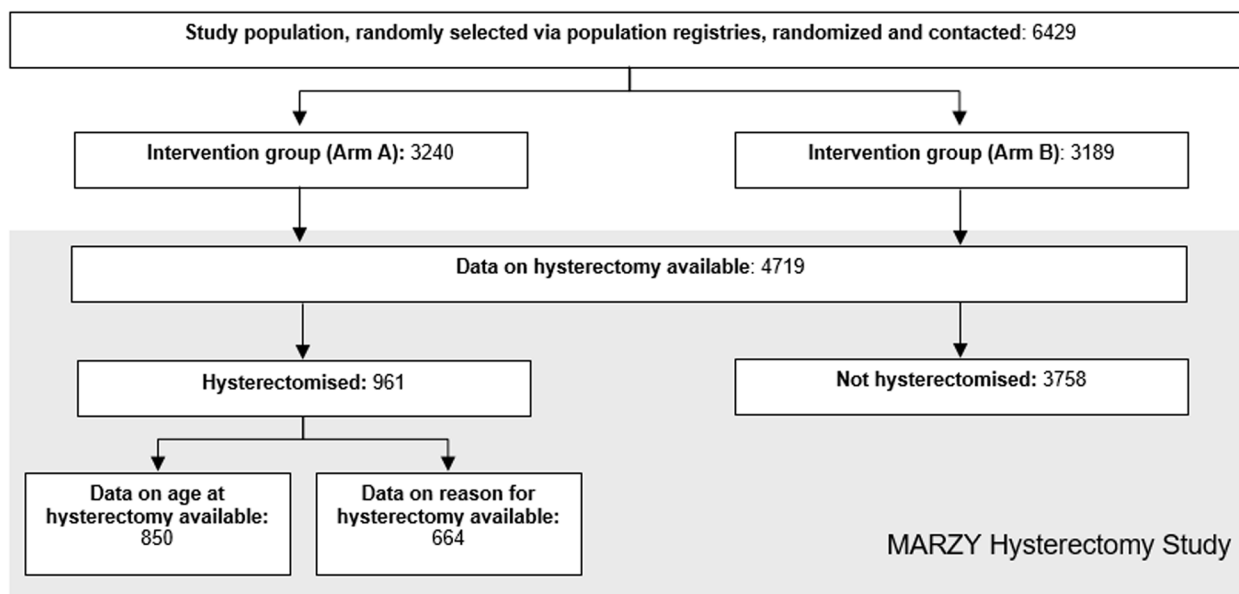 Study population, randomly selected via population registries, randomized and contacted: 6429
Intervention group (Arm A): 3240
Intervention group (Arm B): 3189
Data on hysterectomy available: 4719
Hysterectomised: 961
Not hysterectomised: 3758
Data on age at
hysterectomy available:
850
Data on reason for
hysterectomy available:
664
MARZY Hysterectomy Study